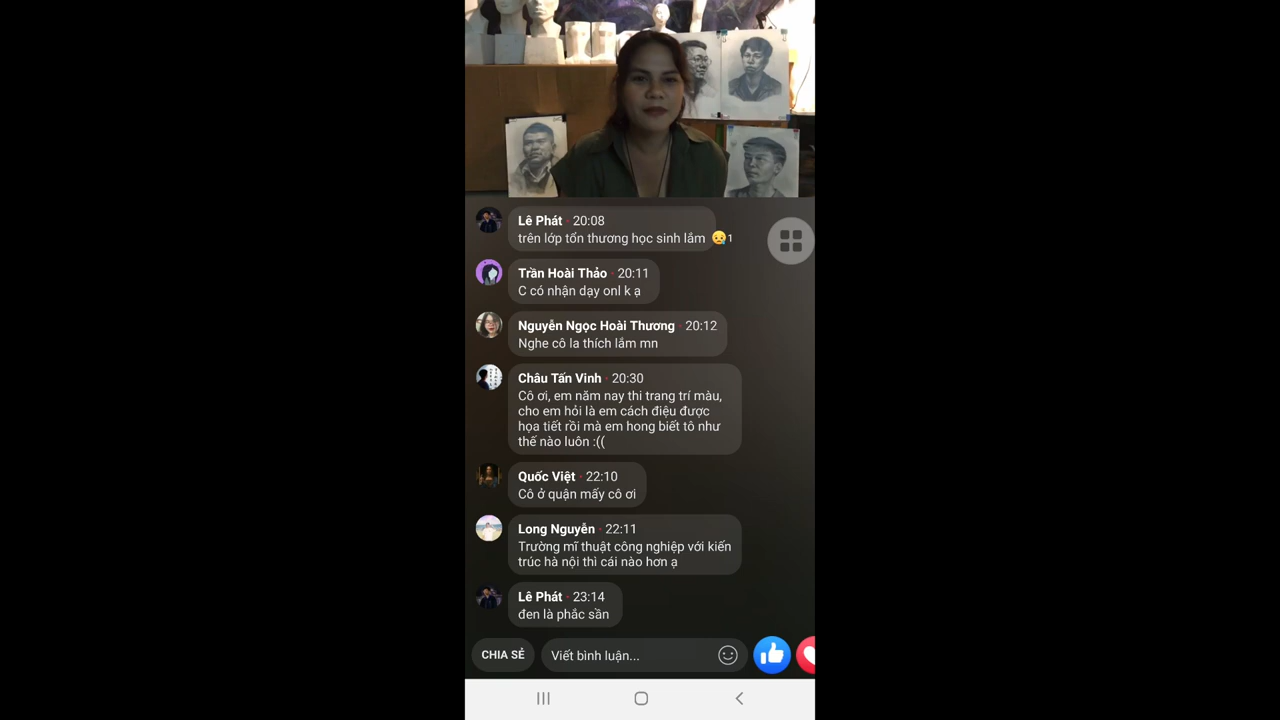 Lê Phát · 20:08
trên lớp tổn thương học sinh lắm 😥1
Trần Hoài Thảo · 20:11
C có nhận dạy onl k ạ
Nguyễn Ngọc Hoài Thương · 20:12
Nghe cô la thích lắm mn
Châu Tấn Vinh · 20:30
Cô ơi, em năm nay thi trang trí màu,
cho em hỏi là em cách điệu được
họa tiết rồi mà em hong biết tô như
thế nào luôn :((
Quốc Việt · 22:10
Cô ở quận mấy cô ơi
Long Nguyễn · 22:11
Trường mĩ thuật công nghiệp với kiến
trúc hà nội thì cái nào hơn ạ
Lê Phát · 23:14
đen là phắc sần
CHIA SẺ
Viết bình luận...